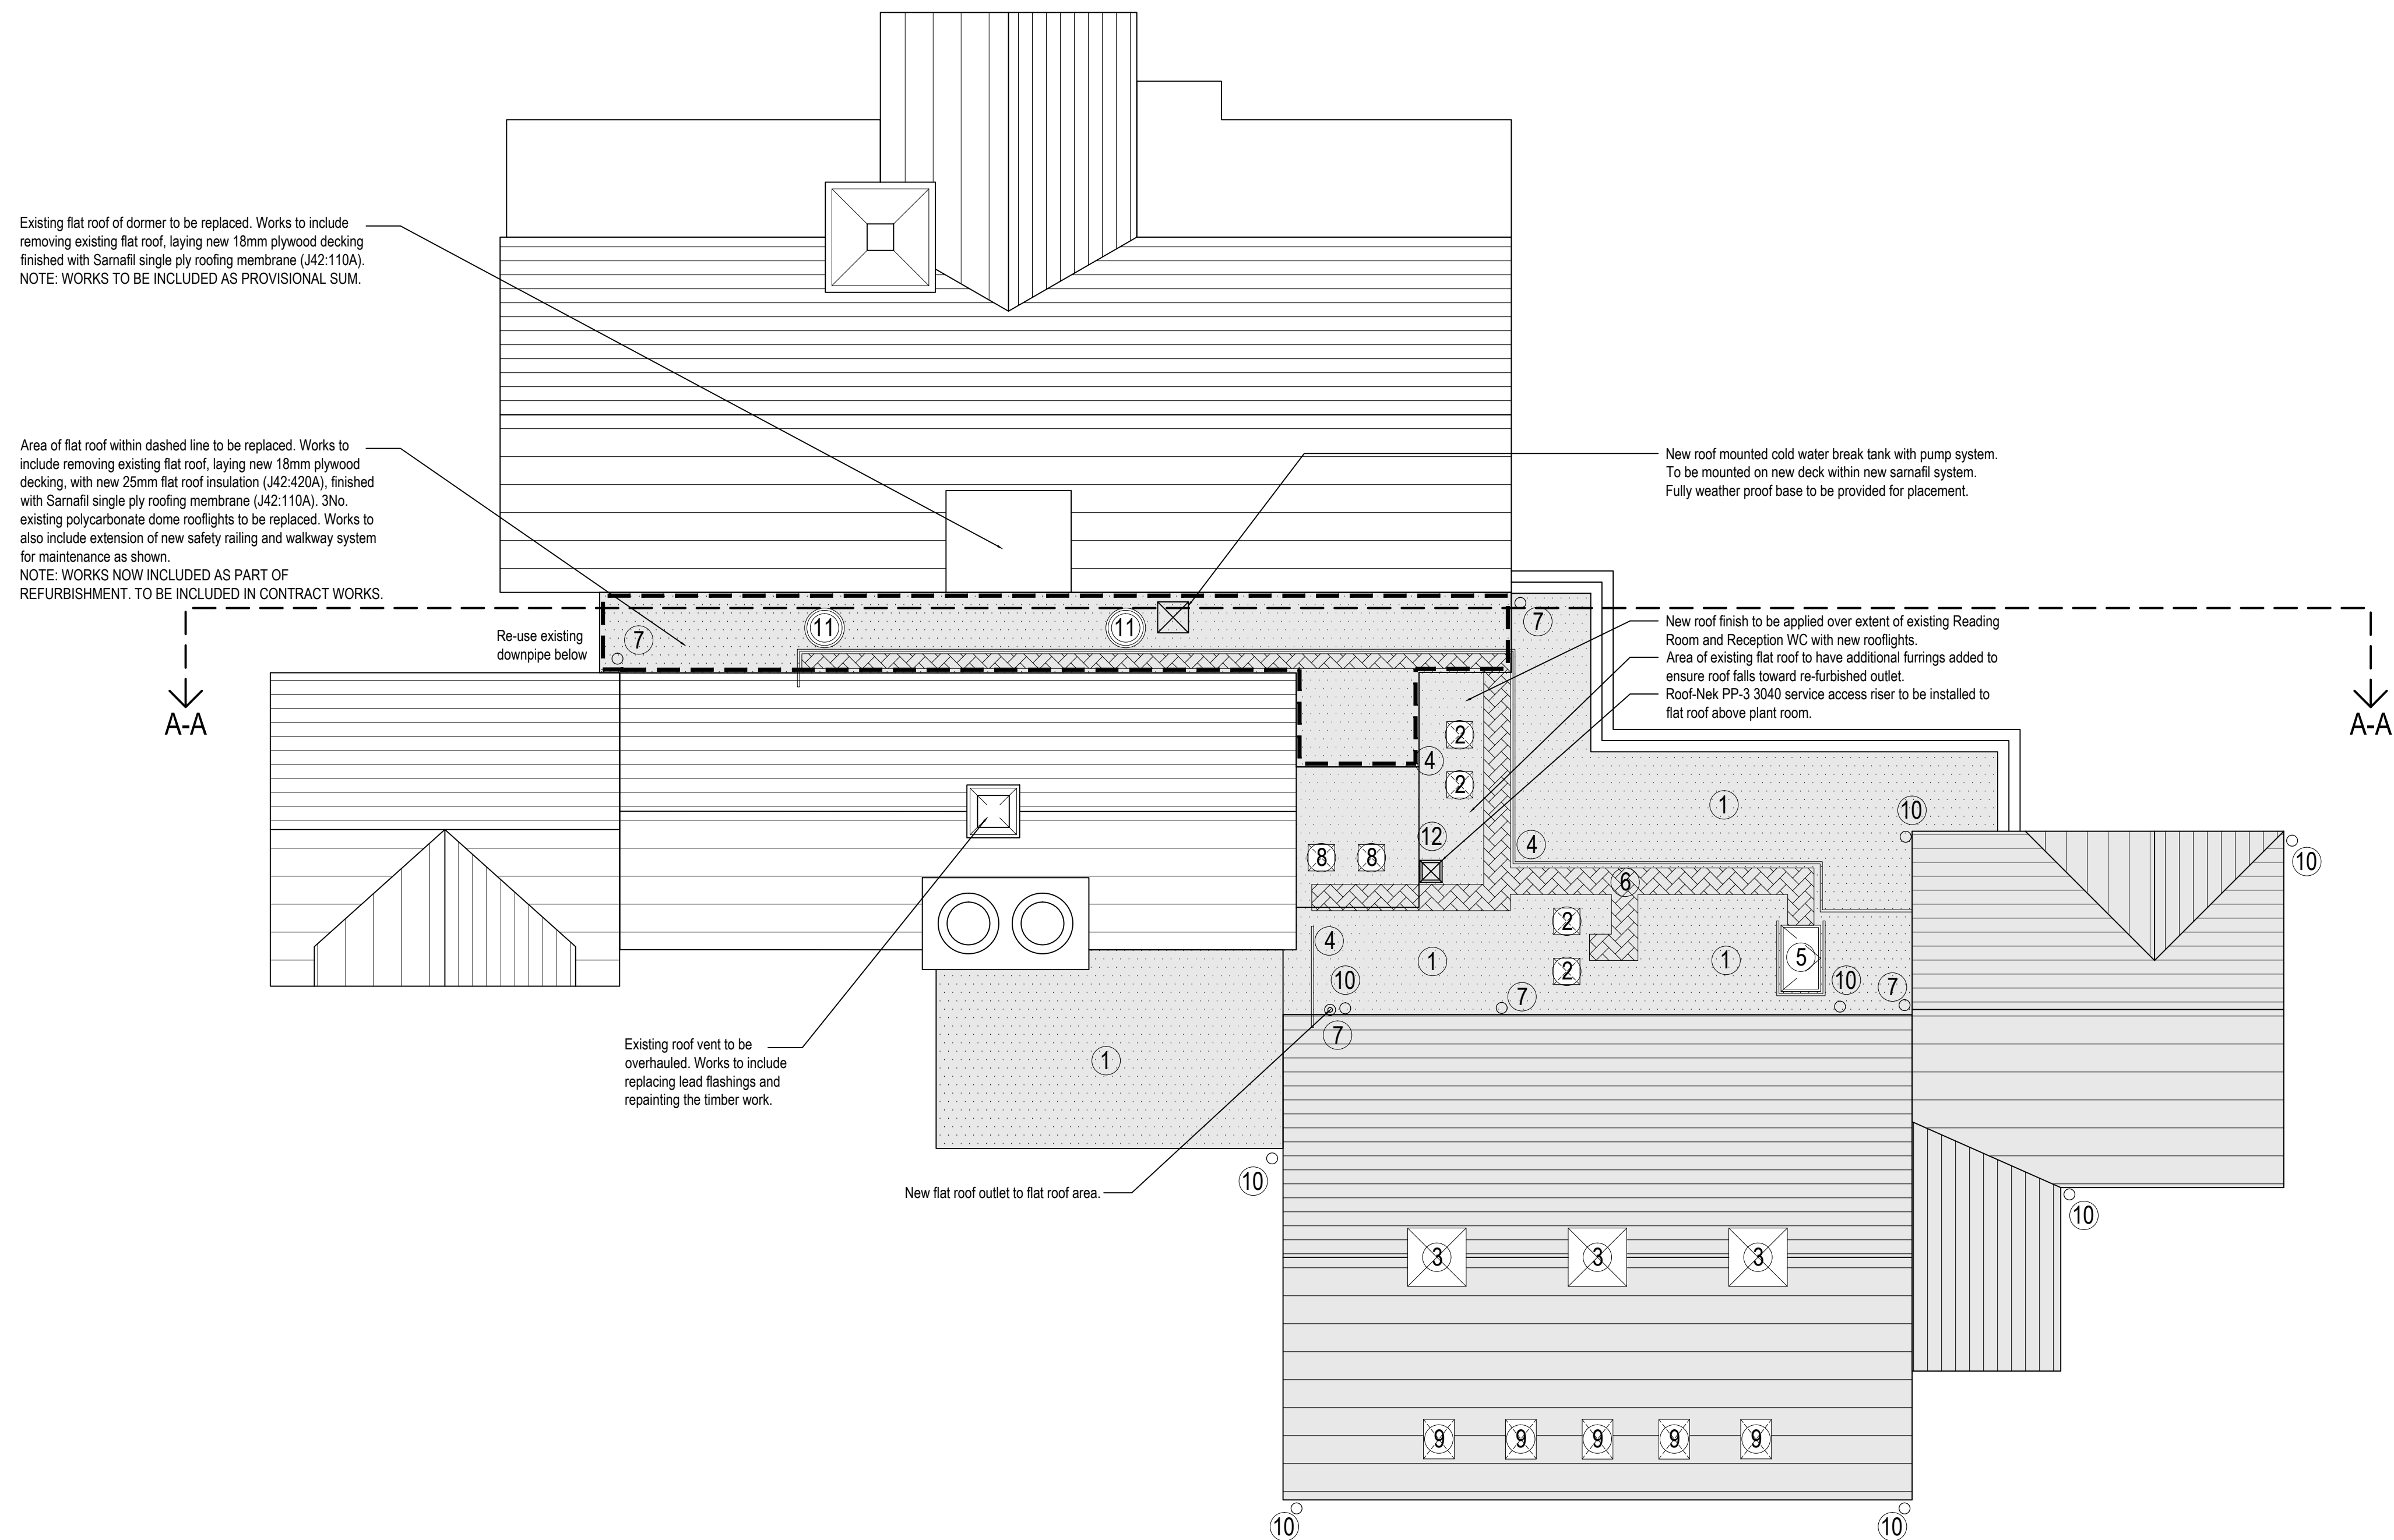 Existing flat roof of dormer to be replaced. Works to include
removing existing flat roof, laying new 18mm plywood decking
finished with Sarnafil single ply roofing membrane (J42:110A).
NOTE: WORKS TO BE INCLUDED AS PROVISIONAL SUM.
Area of flat roof within dashed line to be replaced. Works to
include removing existing flat roof, laying new 18mm plywood
decking, with new 25mm flat roof insulation (J42:420A), finished
with Sarnafil single ply roofing membrane (J42:110A). 3No.
existing polycarbonate dome rooflights to be replaced. Works to
also include extension of new safety railing and walkway system
for maintenance as shown.
NOTE: WORKS NOW INCLUDED AS PART OF
REFURBISHMENT. TO BE INCLUDED IN CONTRACT WORKS.
New roof mounted cold water break tank with pump system.
To be mounted on new deck within new sarnafil system.
Fully weather proof base to be provided for placement.
Re-use existing
downpipe below
7
11
11
7
New roof finish to be applied over extent of existing Reading
Room and Reception WC with new rooflights.
Area of existing flat roof to have additional furrings added to
ensure roof falls toward re-furbished outlet.
Roof-Nek PP-3 3040 service access riser to be installed to
flat roof above plant room.
A-A
A-A
2
4
2
1
10
12
4
8
8
10
6
2
4
1
1
5
2
10
10
7
7
7
Existing roof vent to be
overhauled. Works to include
replacing lead flashings and
repainting the timber work.
1
10
New flat roof outlet to flat roof area.
10
3
3
3
9
9
9
9
9
10
10